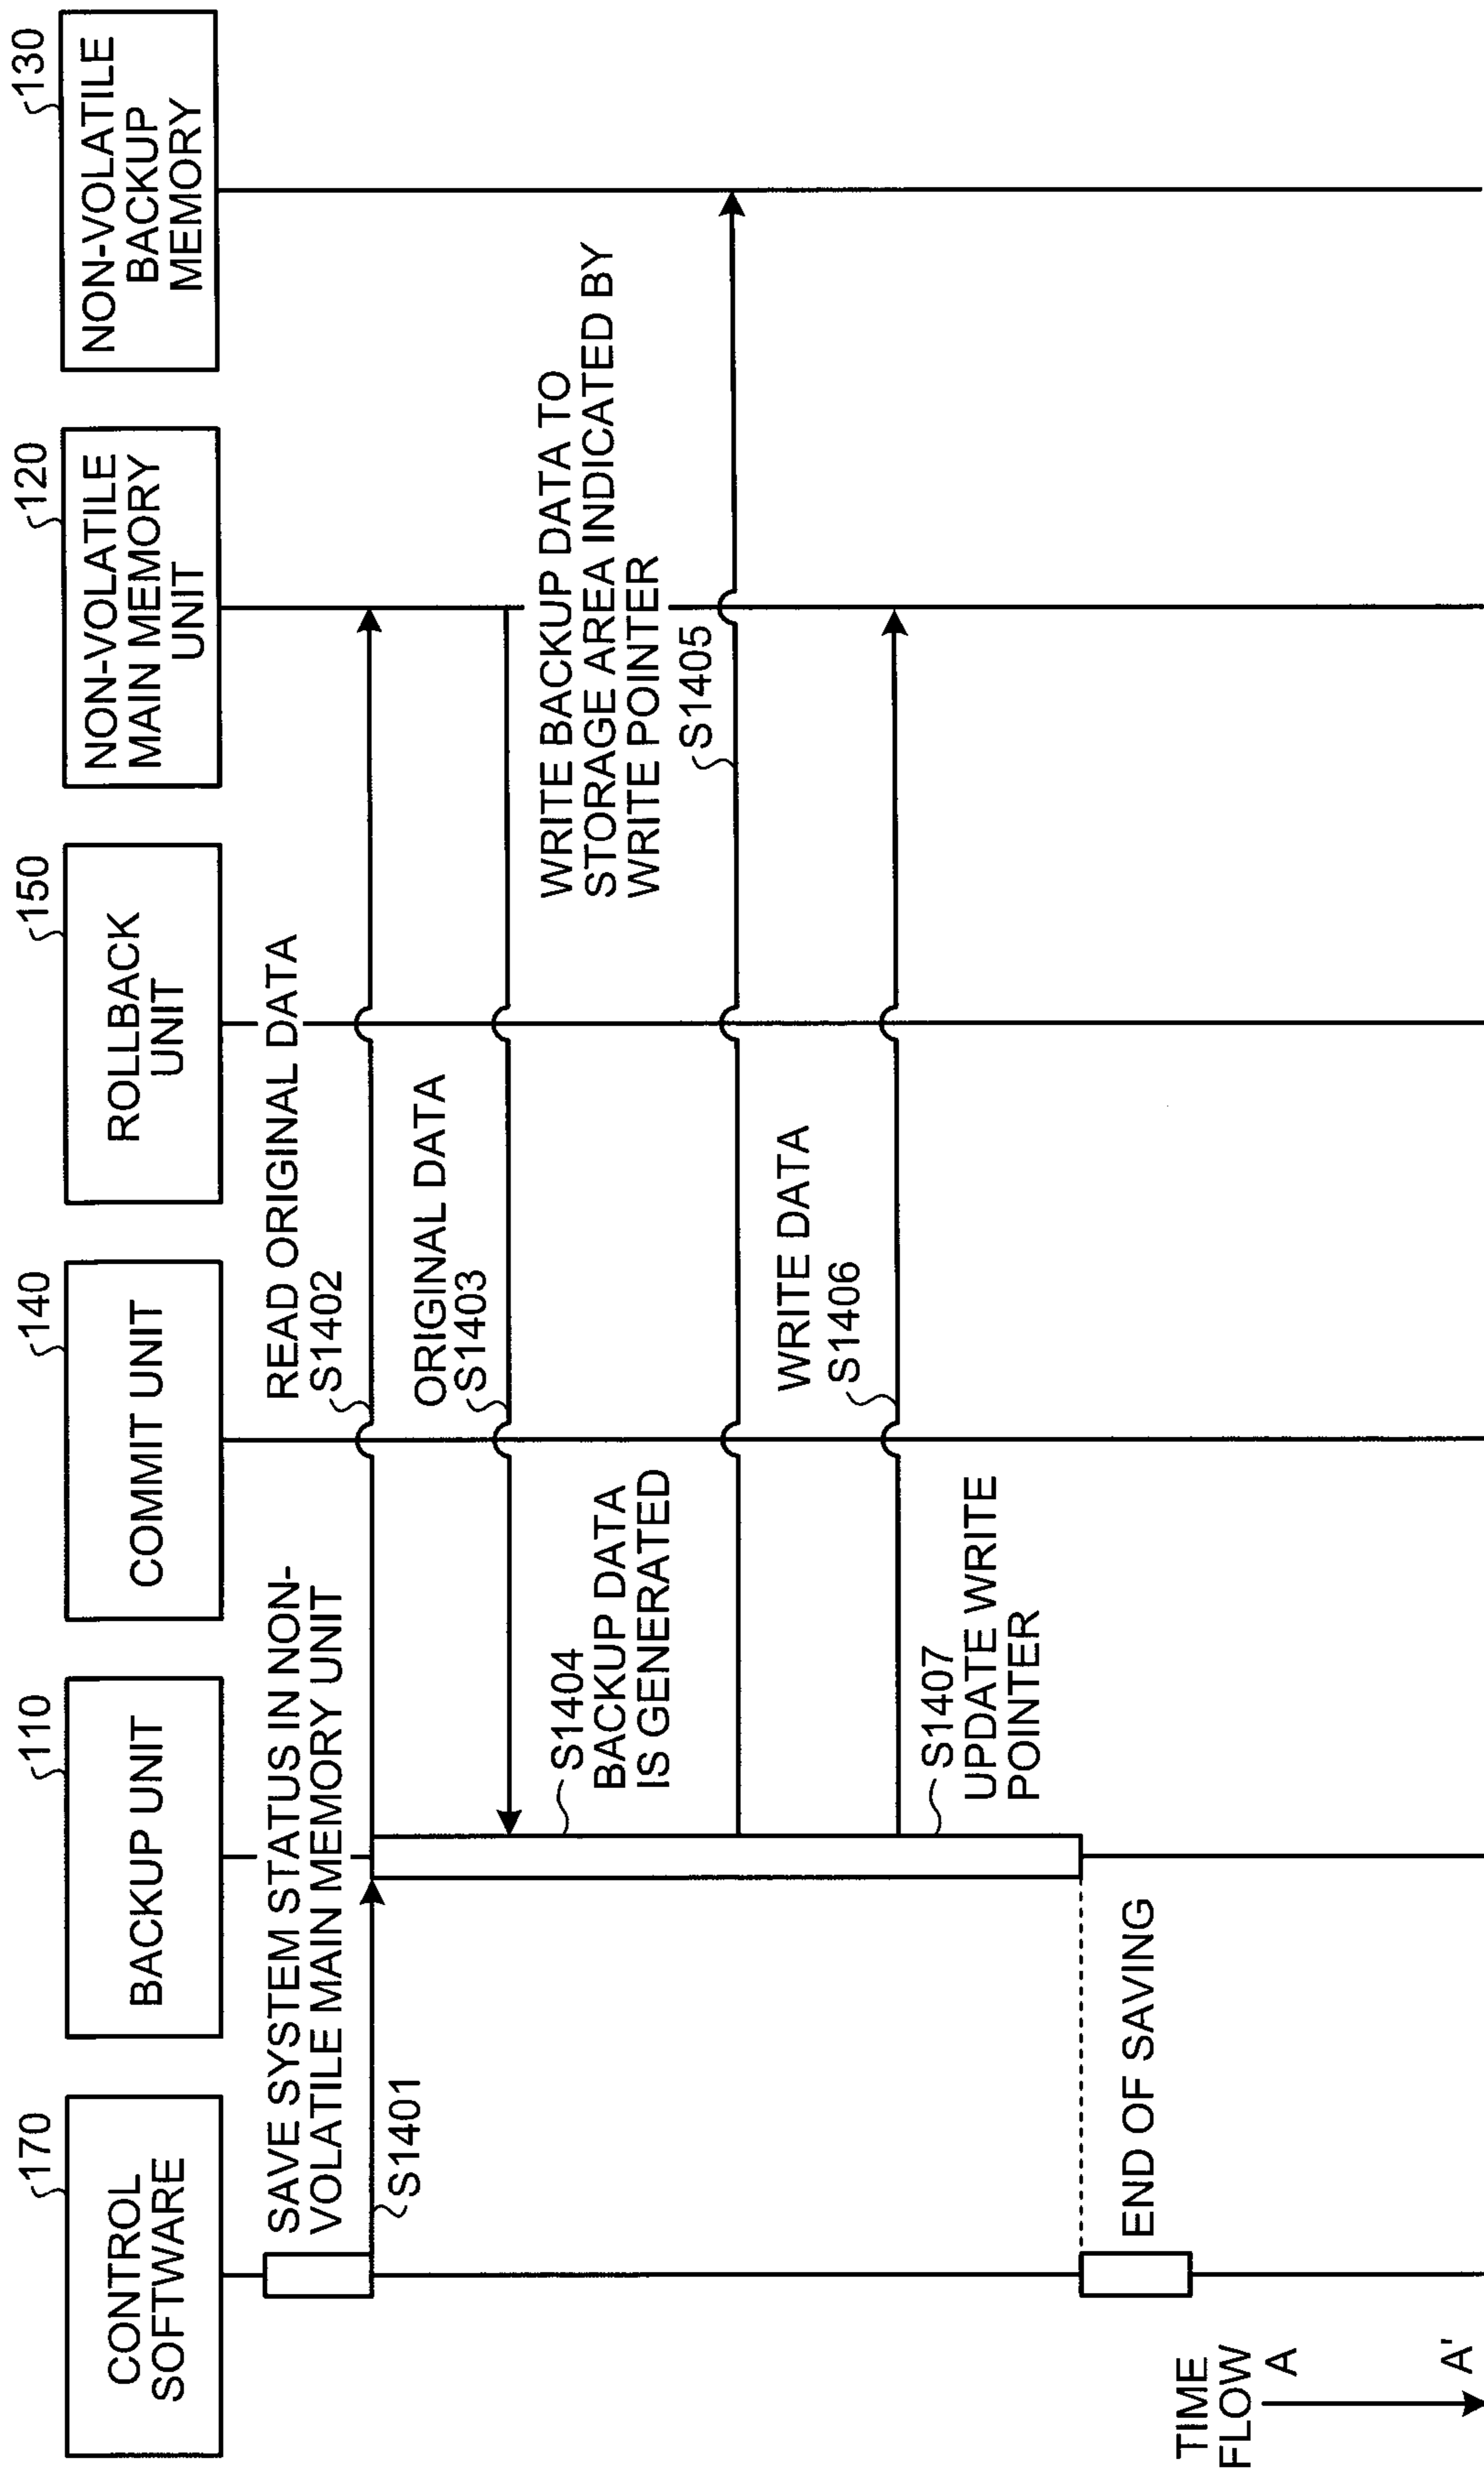 170
CONTROL
SOFTWARE
110
BACKUP UNIT
140
COMMIT UNIT
150
ROLLBACK
UNIT
120
NON-VOLATILE
MAIN MEMORY
UNIT
130
NON-VOLATILE
BACKUP
MEMORY
SAVE SYSTEM STATUS IN NON-
VOLATILE MAIN MEMORY UNIT
S1401
READ ORIGINAL DATA
S1402
ORIGINAL DATA
S1403
S1404
BACKUP DATA
IS GENERATED
WRITE BACKUP DATA TO
STORAGE AREA INDICATED BY
WRITE POINTER
S1405
WRITE DATA
S1406
S1407
UPDATE WRITE
POINTER
END OF SAVING
TIME
FLOW
A
A'